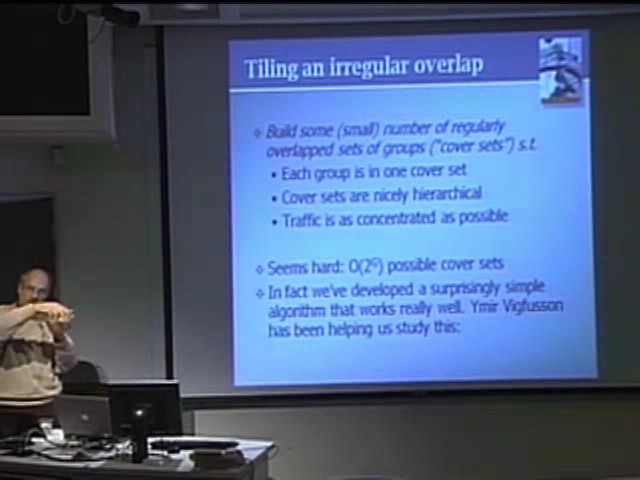 Tiling an irregular overlap
Build some (small) number of regularly
overlapped sets of groups ("cover sets") s.t.
Each group is in one cover set
Cover sets are nicely hierarchical
Traffic is as concentrated as possible
Seems hard: O(2ᴳ) possible cover sets
In fact we've developed a surprisingly simple
algorithm that works really well. Ymir Vigfusson
has been helping us study this: